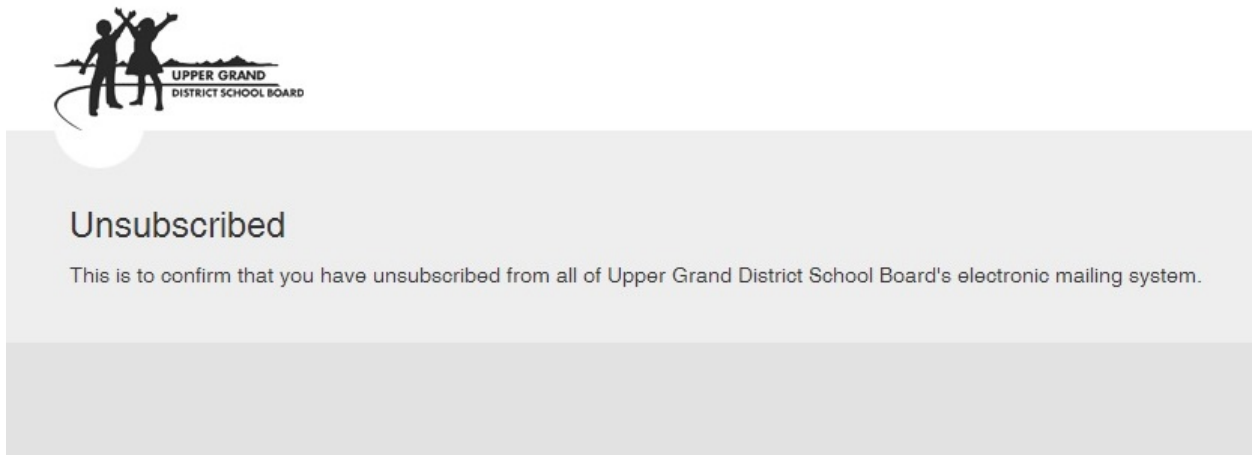 UPPER GRAND
DISTRICT SCHOOL BOARD
Unsubscribed
This is to confirm that you have unsubscribed from all of Upper Grand District School Board's electronic mailing system.